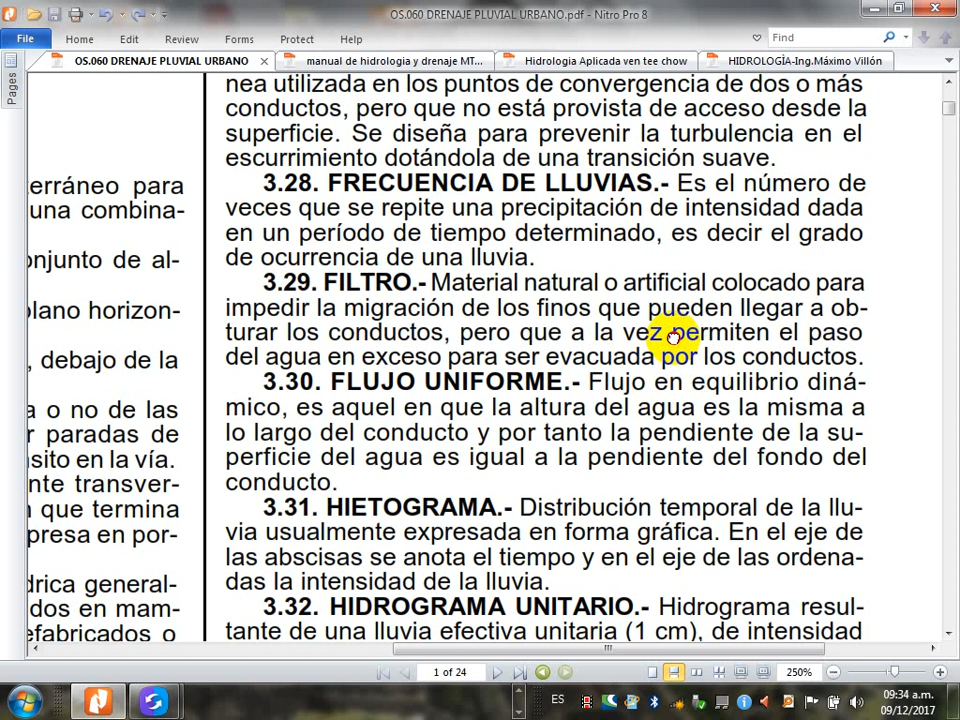 OS.060 DRENAJE PLUVIAL URBANO.pdf - Nitro Pro 8
File Home Edit Review Forms Protect Help Find
OS.060 DRENAJE PLUVIAL URBANO
manual de hidrologia y drenaje MT...
Hidrologia Aplicada ven tee chow
HIDROLOGÌA-Ing.Máximo Villón
Pages
terráneo para
una combina-
onjunto de al-
plano horizon-
, debajo de la
a o no de las
r paradas de
nsito en la vía.
nte transver-
n que termina
presa en por-
drica general-
dos en mam-
efabricados o
nea utilizada en los puntos de convergencia de dos o más
conductos, pero que no está provista de acceso desde la
superficie. Se diseña para prevenir la turbulencia en el
escurrimiento dotándola de una transición suave.
3.28. FRECUENCIA DE LLUVIAS.- Es el número de
veces que se repite una precipitación de intensidad dada
en un período de tiempo determinado, es decir el grado
de ocurrencia de una lluvia.
3.29. FILTRO.- Material natural o artificial colocado para
impedir la migración de los finos que pueden llegar a ob-
turar los conductos, pero que a la vez permiten el paso
del agua en exceso para ser evacuada por los conductos.
3.30. FLUJO UNIFORME.- Flujo en equilibrio diná-
mico, es aquel en que la altura del agua es la misma a
lo largo del conducto y por tanto la pendiente de la su-
perficie del agua es igual a la pendiente del fondo del
conducto.
3.31. HIETOGRAMA.- Distribución temporal de la llu-
via usualmente expresada en forma gráfica. En el eje de
las abscisas se anota el tiempo y en el eje de las ordena-
das la intensidad de la lluvia.
3.32. HIDROGRAMA UNITARIO.- Hidrograma resul-
tante de una lluvia efectiva unitaria (1 cm), de intensidad
1 of 24
250%
ES
09:34 a.m.
09/12/2017